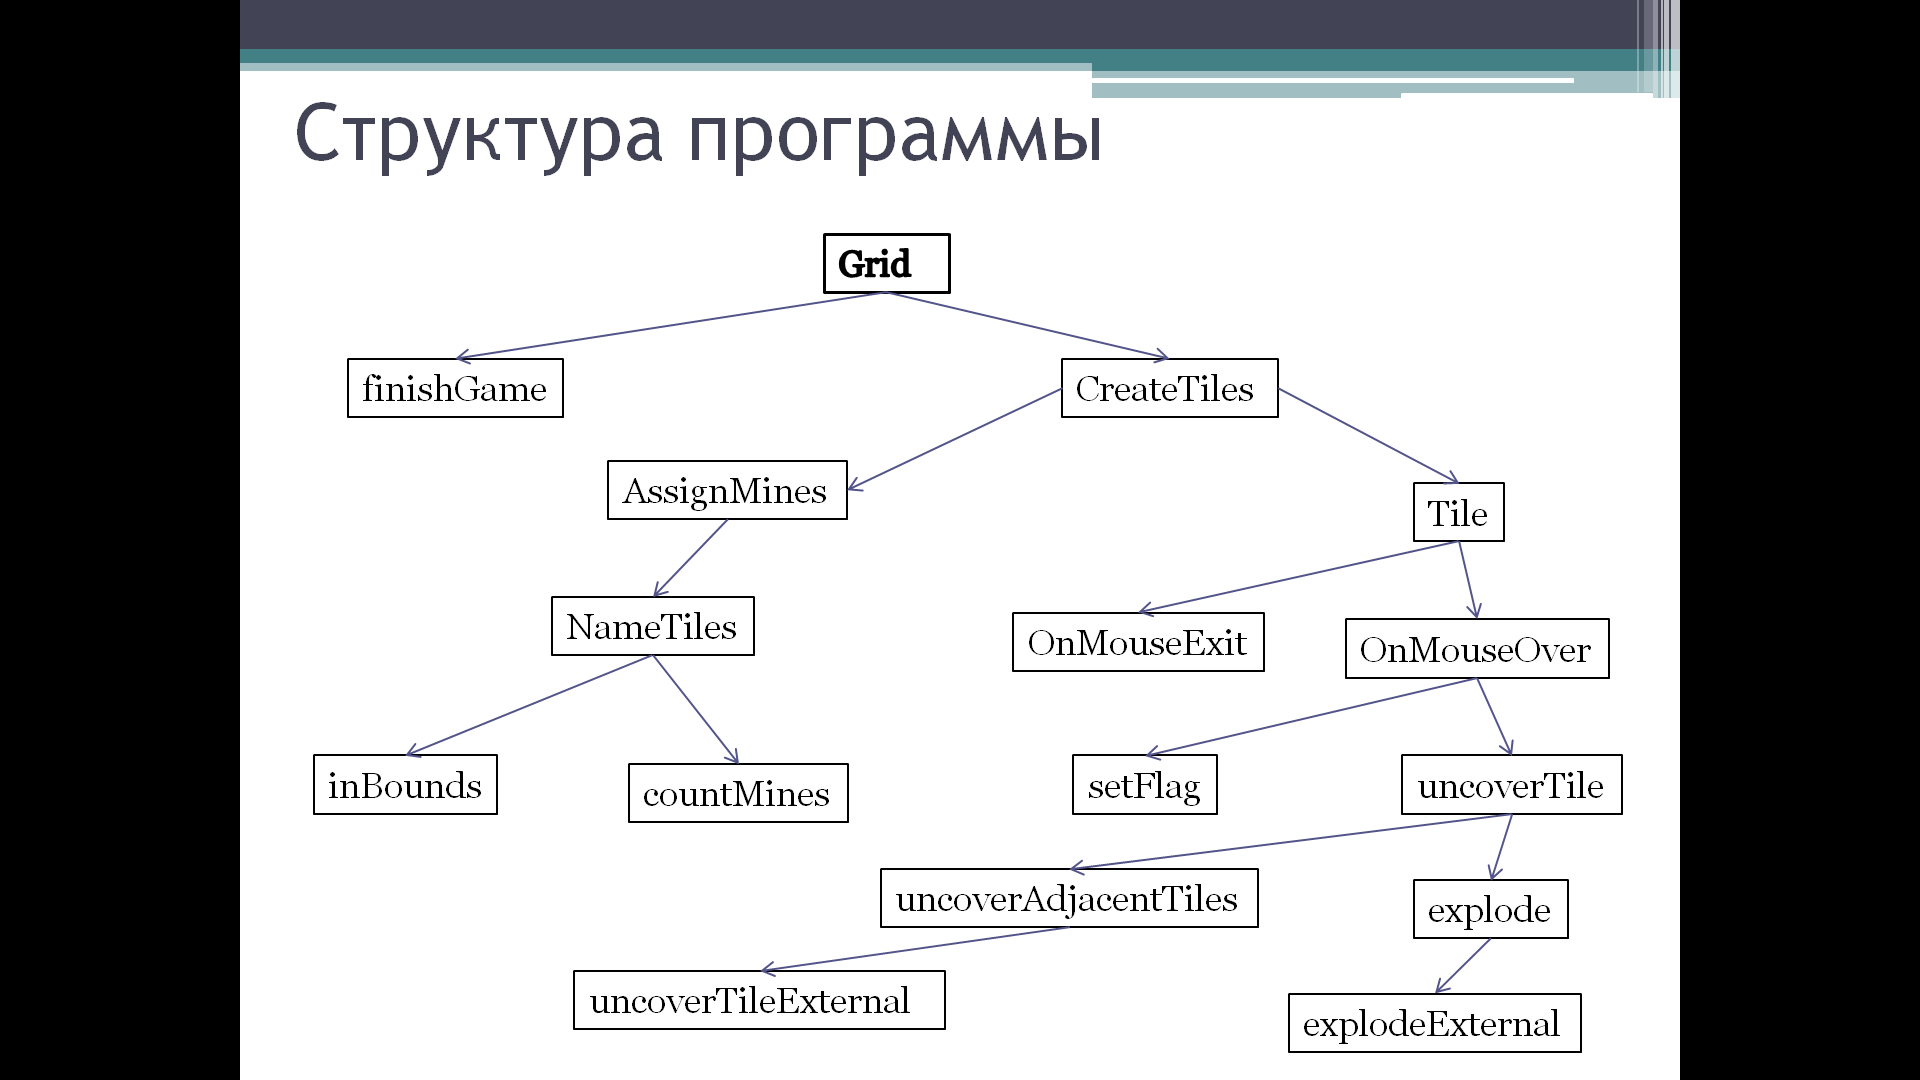 Структура программы
Grid
finishGame
CreateTiles
AssignMines
Tile
NameTiles
OnMouseExit
OnMouseOver
inBounds
countMines
setFlag
uncoverTile
uncoverAdjacentTiles
explode
uncoverTileExternal
explodeExternal